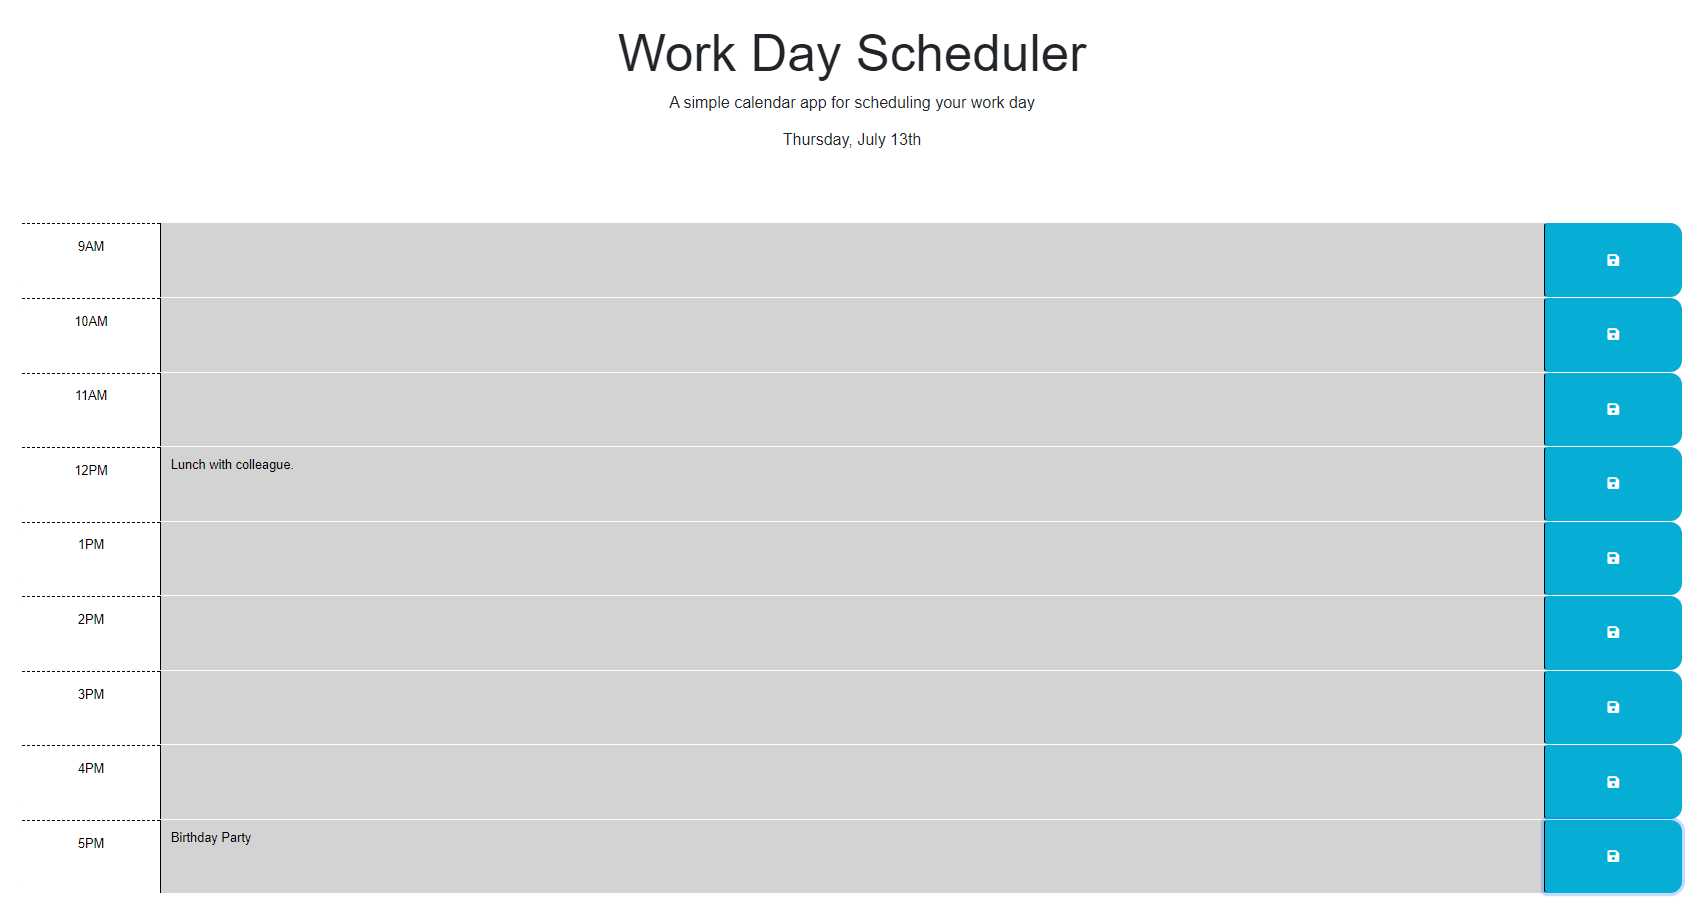 Work Day Scheduler
A simple calendar app for scheduling your work day
Thursday, July 13th
9AM
10AM
11AM
12PM Lunch with colleague.
1PM
2PM
3PM
4PM
5PM Birthday Party